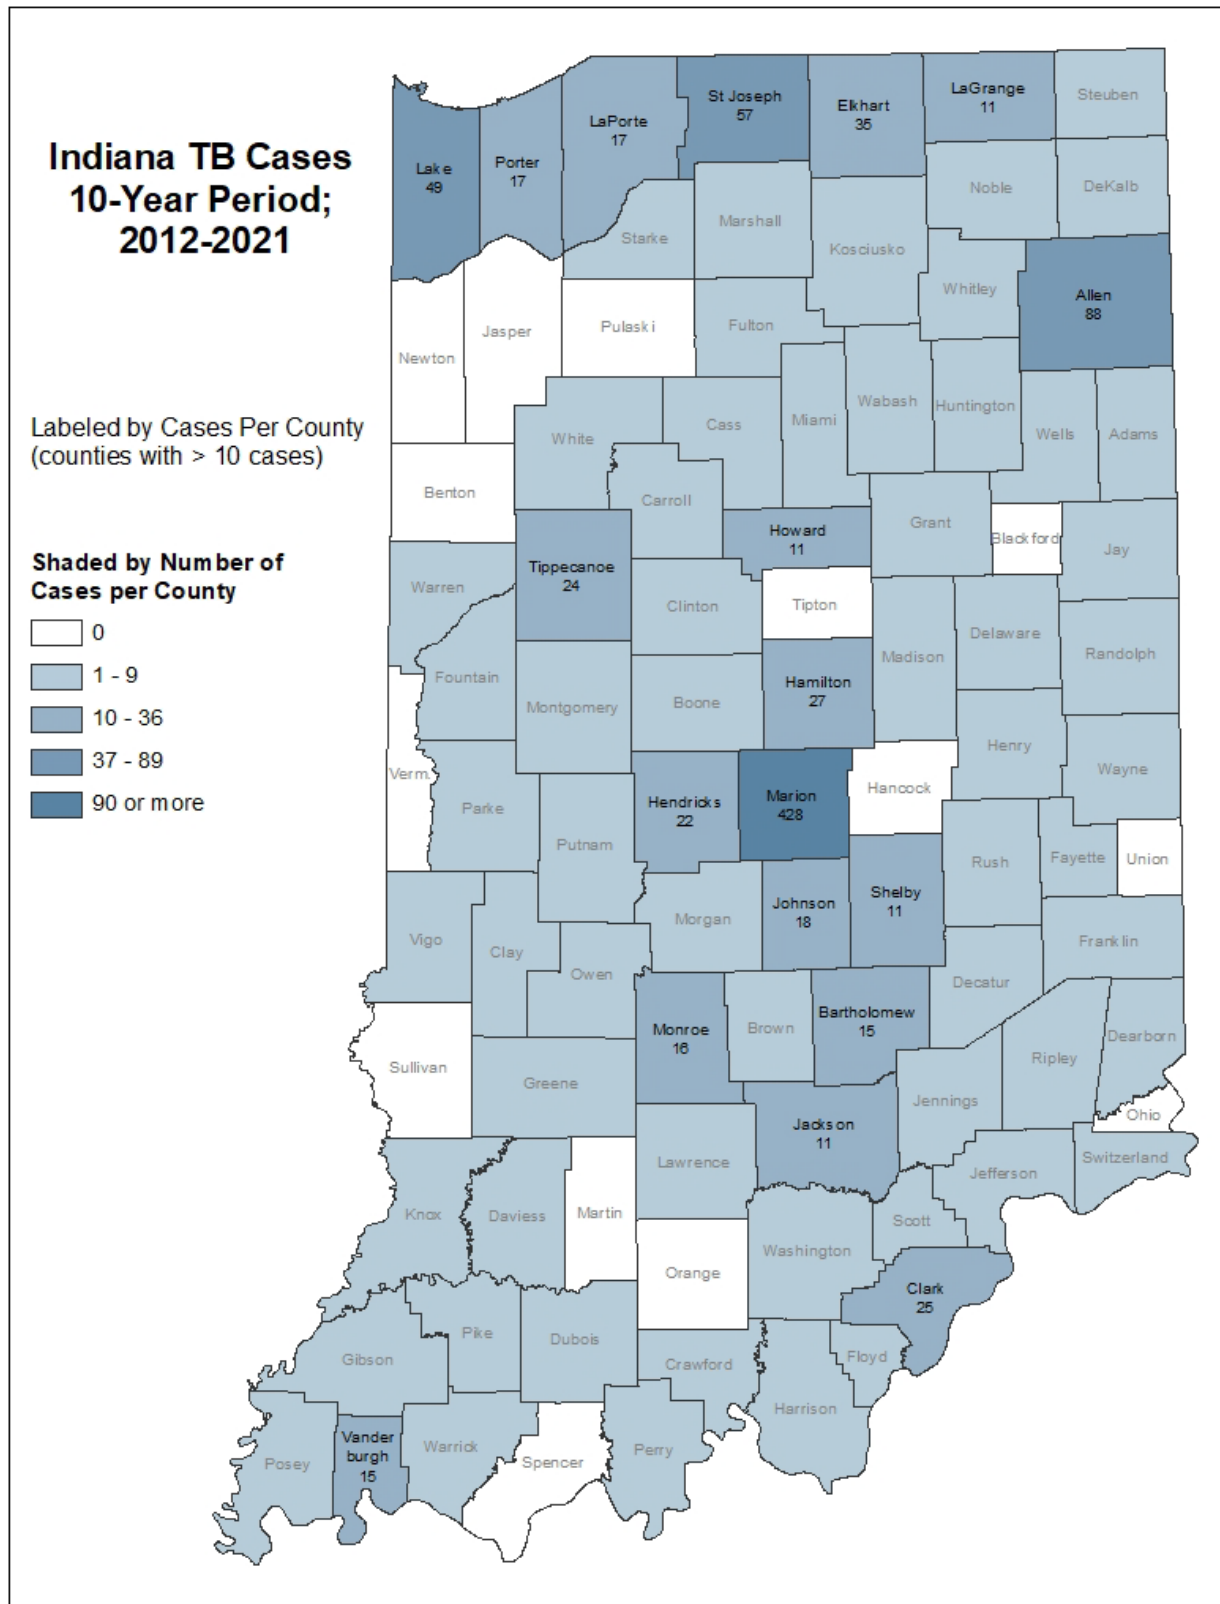 Indiana TB Cases
10-Year Period;
2012-2021
Labeled by Cases Per County
(counties with > 10 cases)
Shaded by Number of
Cases per County
0
1 - 9
10 - 36
37 - 89
90 or more
Lake
49
Porter
17
LaPorte
17
St Joseph
57
Elkhart
35
LaGrange
11
Steuben
Noble
DeKalb
Starke
Marshall
Kosciusko
Whitley
Allen
88
Newton
Jasper
Pulaski
Fulton
White
Cass
Miami
Wabash
Huntington
Wells
Adams
Benton
Carroll
Howard
11
Grant
Blackford
Jay
Warren
Tippecanoe
24
Clinton
Tipton
Madison
Delaware
Randolph
Fountain
Montgomery
Boone
Hamilton
27
Henry
Wayne
Verm.
Parke
Putnam
Hendricks
22
Marion
428
Hancock
Rush
Fayette
Union
Vigo
Clay
Owen
Morgan
Johnson
18
Shelby
11
Decatur
Franklin
Sullivan
Greene
Monroe
16
Brown
Bartholomew
15
Jennings
Ripley
Dearborn
Ohio
Knox
Daviess
Martin
Lawrence
Jackson
11
Jefferson
Switzerland
Scott
Orange
Washington
Clark
25
Gibson
Pike
Dubois
Crawford
Floyd
Harrison
Posey
Vander
burgh
15
Warrick
Spencer
Perry